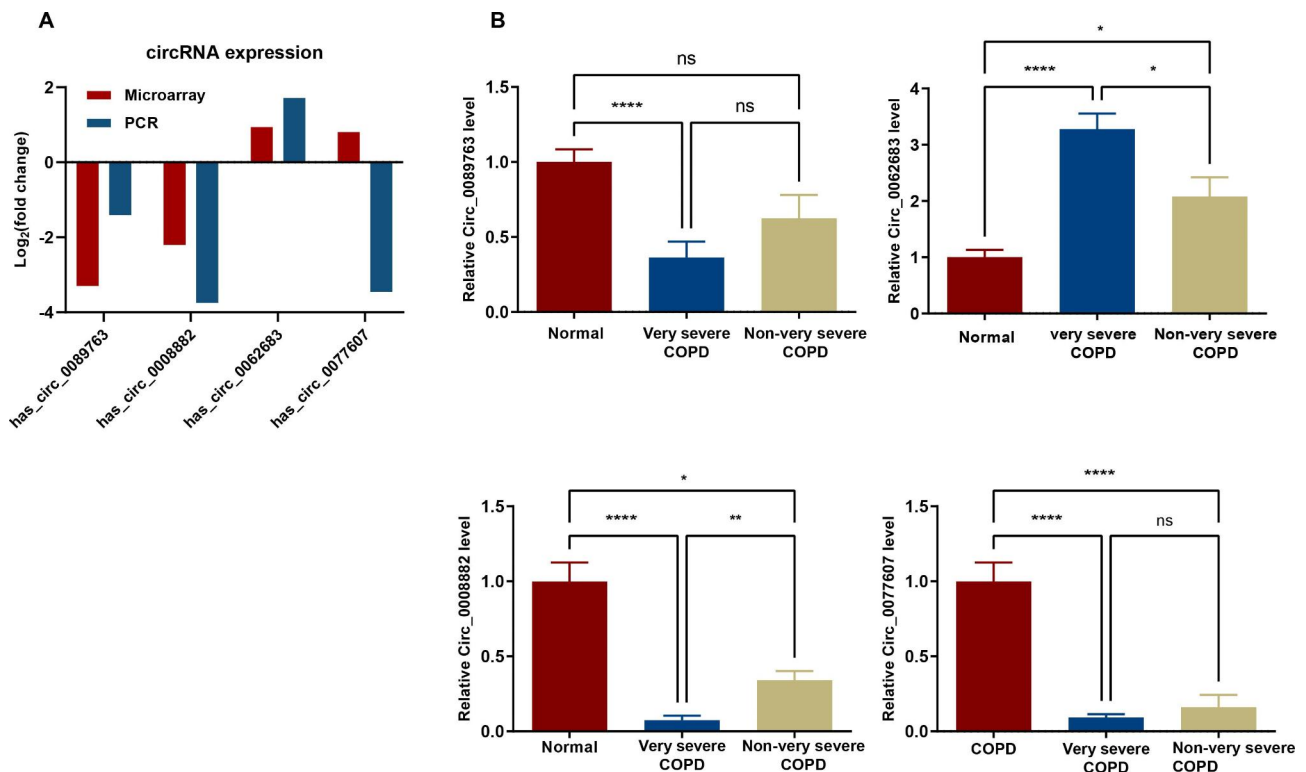 A
circRNA expression
Microarray
PCR
Log2(fold change)
2
0
-2
-4
has_circ_0089763
has_circ_0008882
has_circ_0062683
has_circ_0077607
B
Relative Circ_0089763 level
1.5
1.0
0.5
0.0
ns
****
ns
Normal
Very severe
COPD
Non-very severe
COPD
Relative Circ_0062683 level
4
3
2
1
0
*
****
*
Normal
very severe
COPD
Non-very severe
COPD
Relative Circ_0008882 level
1.5
1.0
0.5
0.0
*
****
**
Normal
Very severe
COPD
Non-very severe
COPD
Relative Circ_0077607 level
1.5
1.0
0.5
0.0
****
****
ns
COPD
Very severe
COPD
Non-very severe
COPD